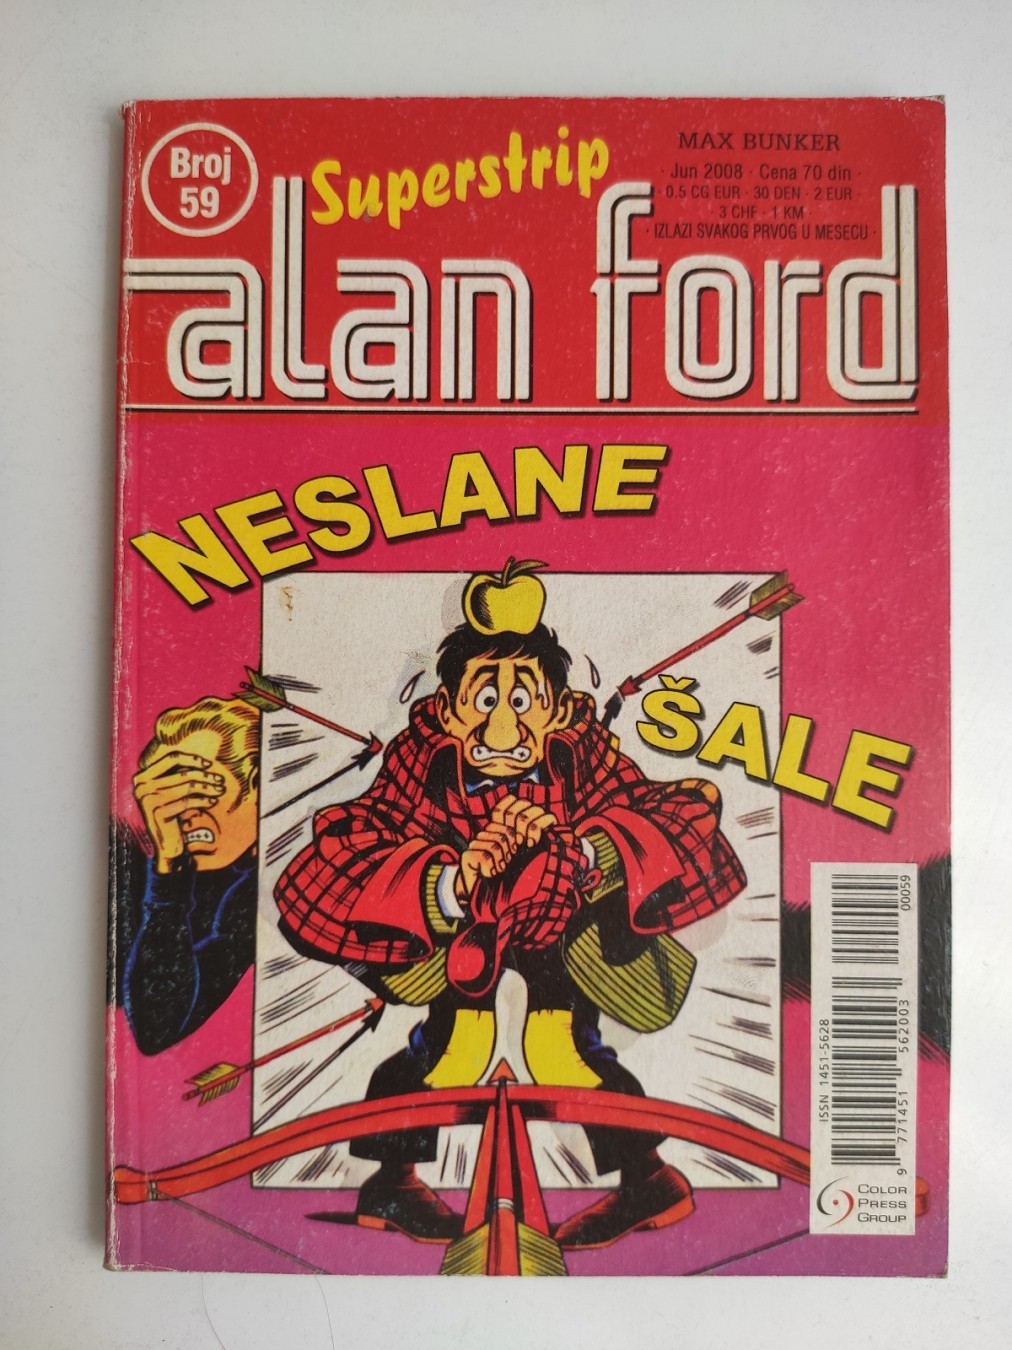 Broj
59
Superstrip
MAX BUNKER
· Jun 2008 · Cena 70 din ·
· 0.5 CG EUR · 30 DEN · 2 EUR ·
· 3 CHF · 1 KM ·
· IZLAZI SVAKOG PRVOG U MESECU ·
alan ford
NESLANE
ŠALE
00059
ISSN 1451-5628
9 771451 562003
COLOR
PRESS
GROUP